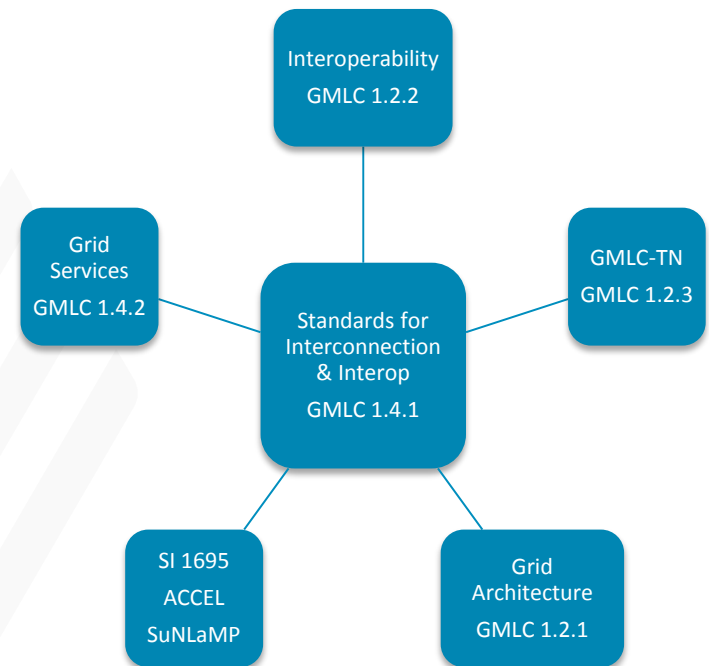 Interoperability
GMLC 1.2.2
Grid
Services
GMLC 1.4.2
GMLC-TN
GMLC 1.2.3
Standards for
Interconnection
& Interop
GMLC 1.4.1
SI 1695
ACCEL
SuNLaMP
Grid
Architecture
GMLC 1.2.1